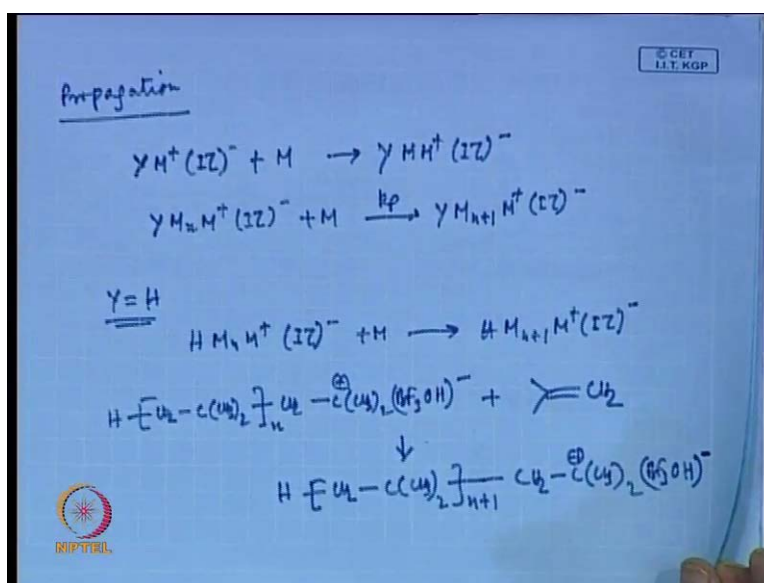 © CET
I.I.T. KGP
Propagation
YM⁺(IZ)⁻ + M → YMM⁺(IZ)⁻
YMₙM⁺(IZ)⁻ + M —kp→ YMₙ₊₁M⁺(IZ)⁻
Y = H
HMₙM⁺(IZ)⁻ + M ⟶ HMₙ₊₁M⁺(IZ)⁻
H-[CH₂-C(CH₃)₂]ₙ CH₂-C⊕(CH₃)₂(BF₃OH)⁻ + >=CH₂
↓
H-[CH₂-C(CH₃)₂]ₙ₊₁-CH₂-C⊕(CH₃)₂(BF₃OH)⁻
NPTEL